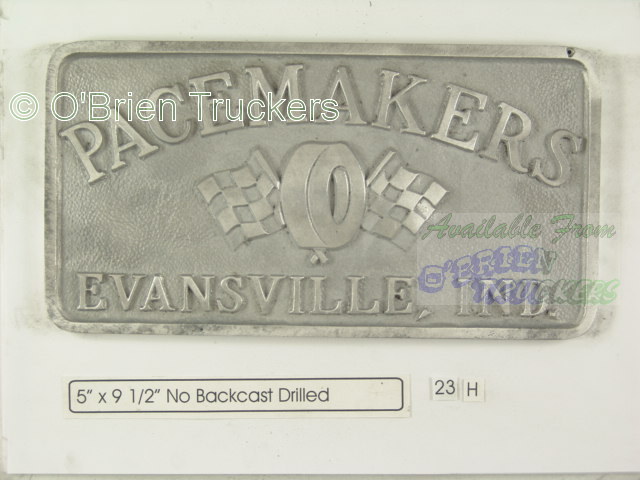 © O'Brien Truckers
PACEMAKERS
EVANSVILLE, IND.
Available From
O'BRIEN
TRUCKERS
5" x 9 1/2" No Backcast Drilled
23 H